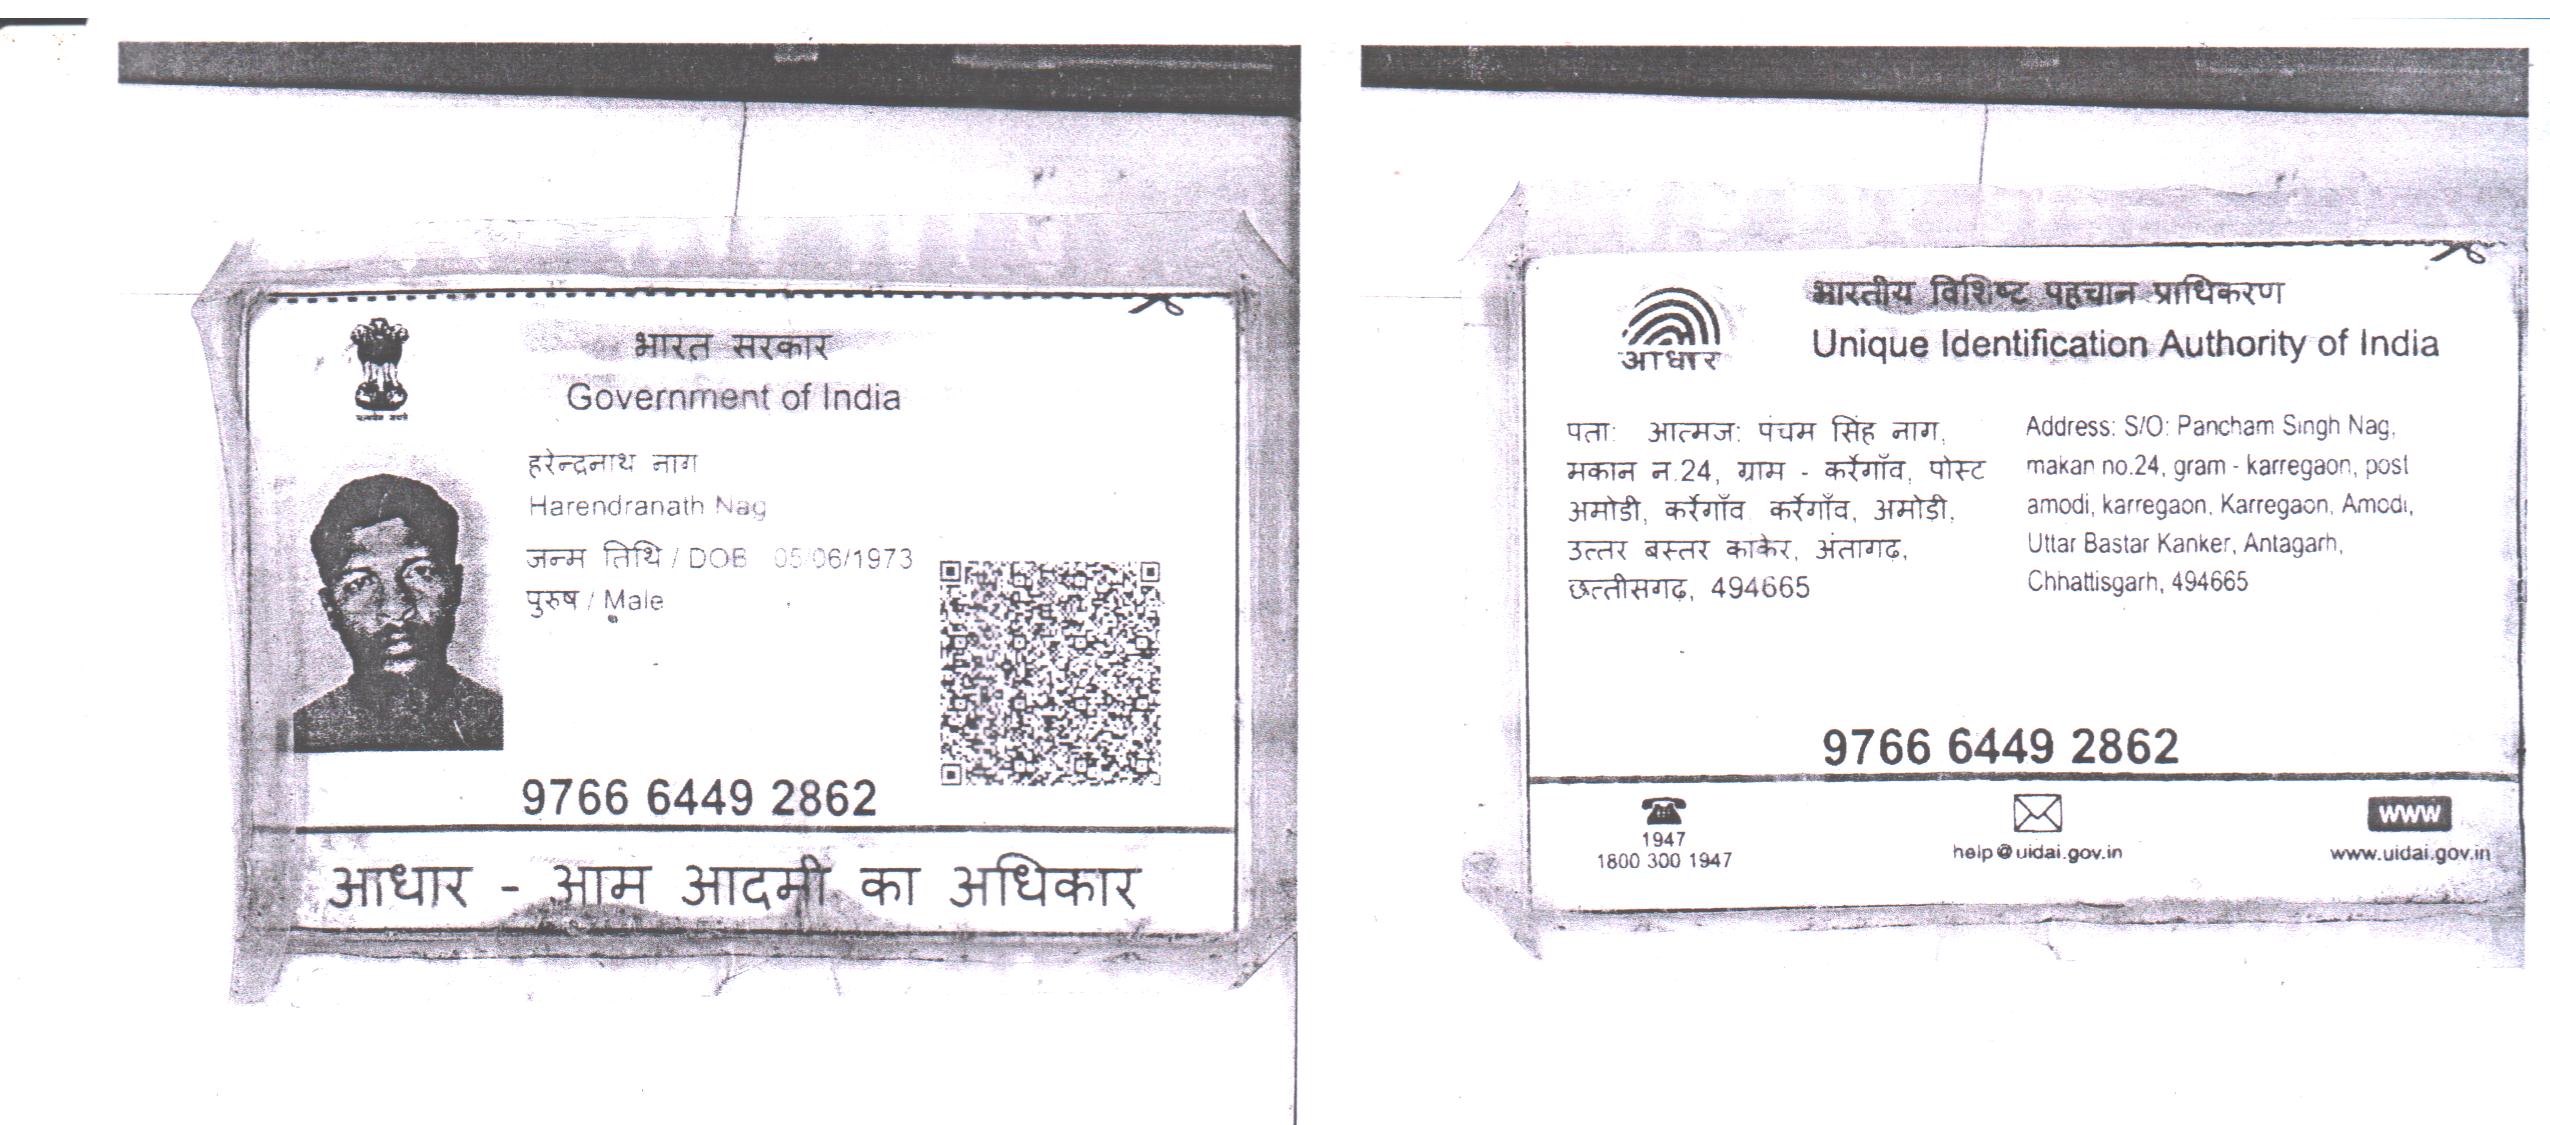 भारत सरकार
Government of India
हरेन्द्रनाथ नाग
Harendranath Nag
जन्म तिथि / DOB 05/06/1973
पुरुष / Male
9766 6449 2862
आधार - आम आदमी का अधिकार
आधार
भारतीय विशिष्ट पहचान प्राधिकरण
Unique Identification Authority of India
पता: आत्मज: पंचम सिंह नाग,
मकान न.24, ग्राम - कर्रेगाँव, पोस्ट
अमोडी, कर्रेगाँव, कर्रेगाँव, अमोड़ी,
उत्तर बस्तर कांकेर, अंतागढ़,
छत्तीसगढ़, 494665
Address: S/O: Pancham Singh Nag,
makan no.24, gram - karregaon, post
amodi, karregaon, Karregaon, Amodi,
Uttar Bastar Kanker, Antagarh,
Chhattisgarh, 494665
9766 6449 2862
1947
1800 300 1947
help@uidai.gov.in
www
www.uidai.gov.in